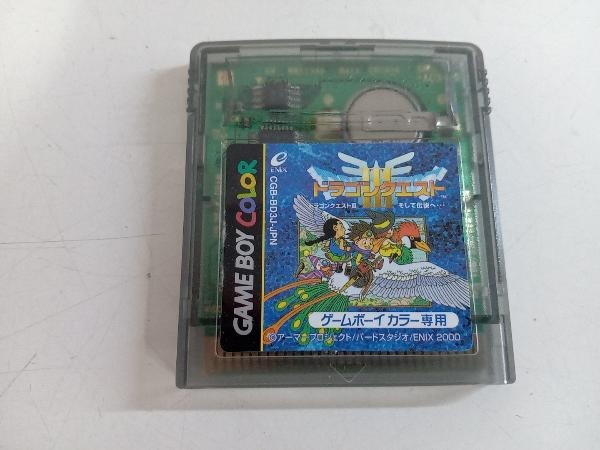 GAME BOY COLOR
CGB-BD3J-JPN
ENIX
ドラゴンクエスト
III
TM
ドラゴンクエストIII
そして伝説へ…
ゲームボーイカラー専用
©アーマープロジェクト/バードスタジオ/ENIX 2000